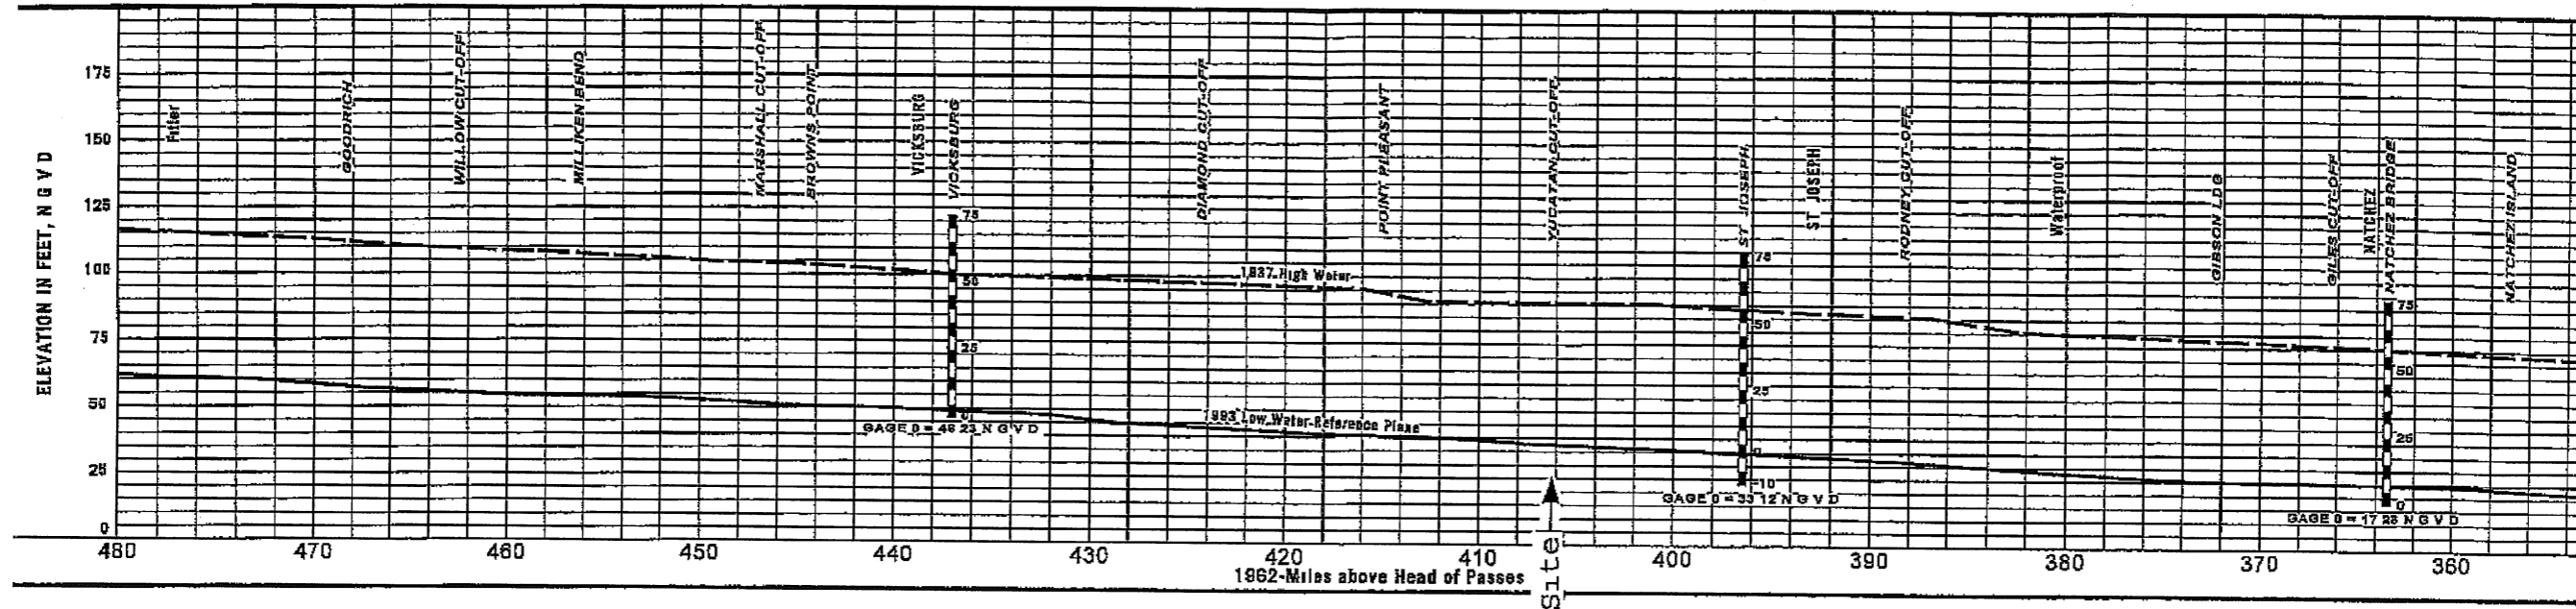 ELEVATION IN FEET, N G V D
175
150
125
100
75
50
25
0
Fitler
GOODRICH
WILLOW CUT-OFF
MILLIKEN BEND
MARSHALL CUT-OFF
BROWNS POINT
VICKSBURG
VICKSBURG
DIAMOND CUT-OFF
POINT PLEASANT
YUCATAN CUT-OFF
ST JOSEPH
ST JOSEPH
RODNEY CUT-OFF
Waterproof
GIBSON LDG
GILES CUT-OFF
NATCHEZ
NATCHEZ BRIDGE
NATCHEZ ISLAND
75
50
25
0
GAGE 0 = 46 23 N G V D
1937 High Water
1993 Low Water Reference Plane
75
50
25
0
-10
GAGE 0 = 33 12 N G V D
75
50
25
0
GAGE 0 = 17 28 N G V D
480 470 460 450 440 430 420 410 400 390 380 370 360
1962-Miles above Head of Passes
Site